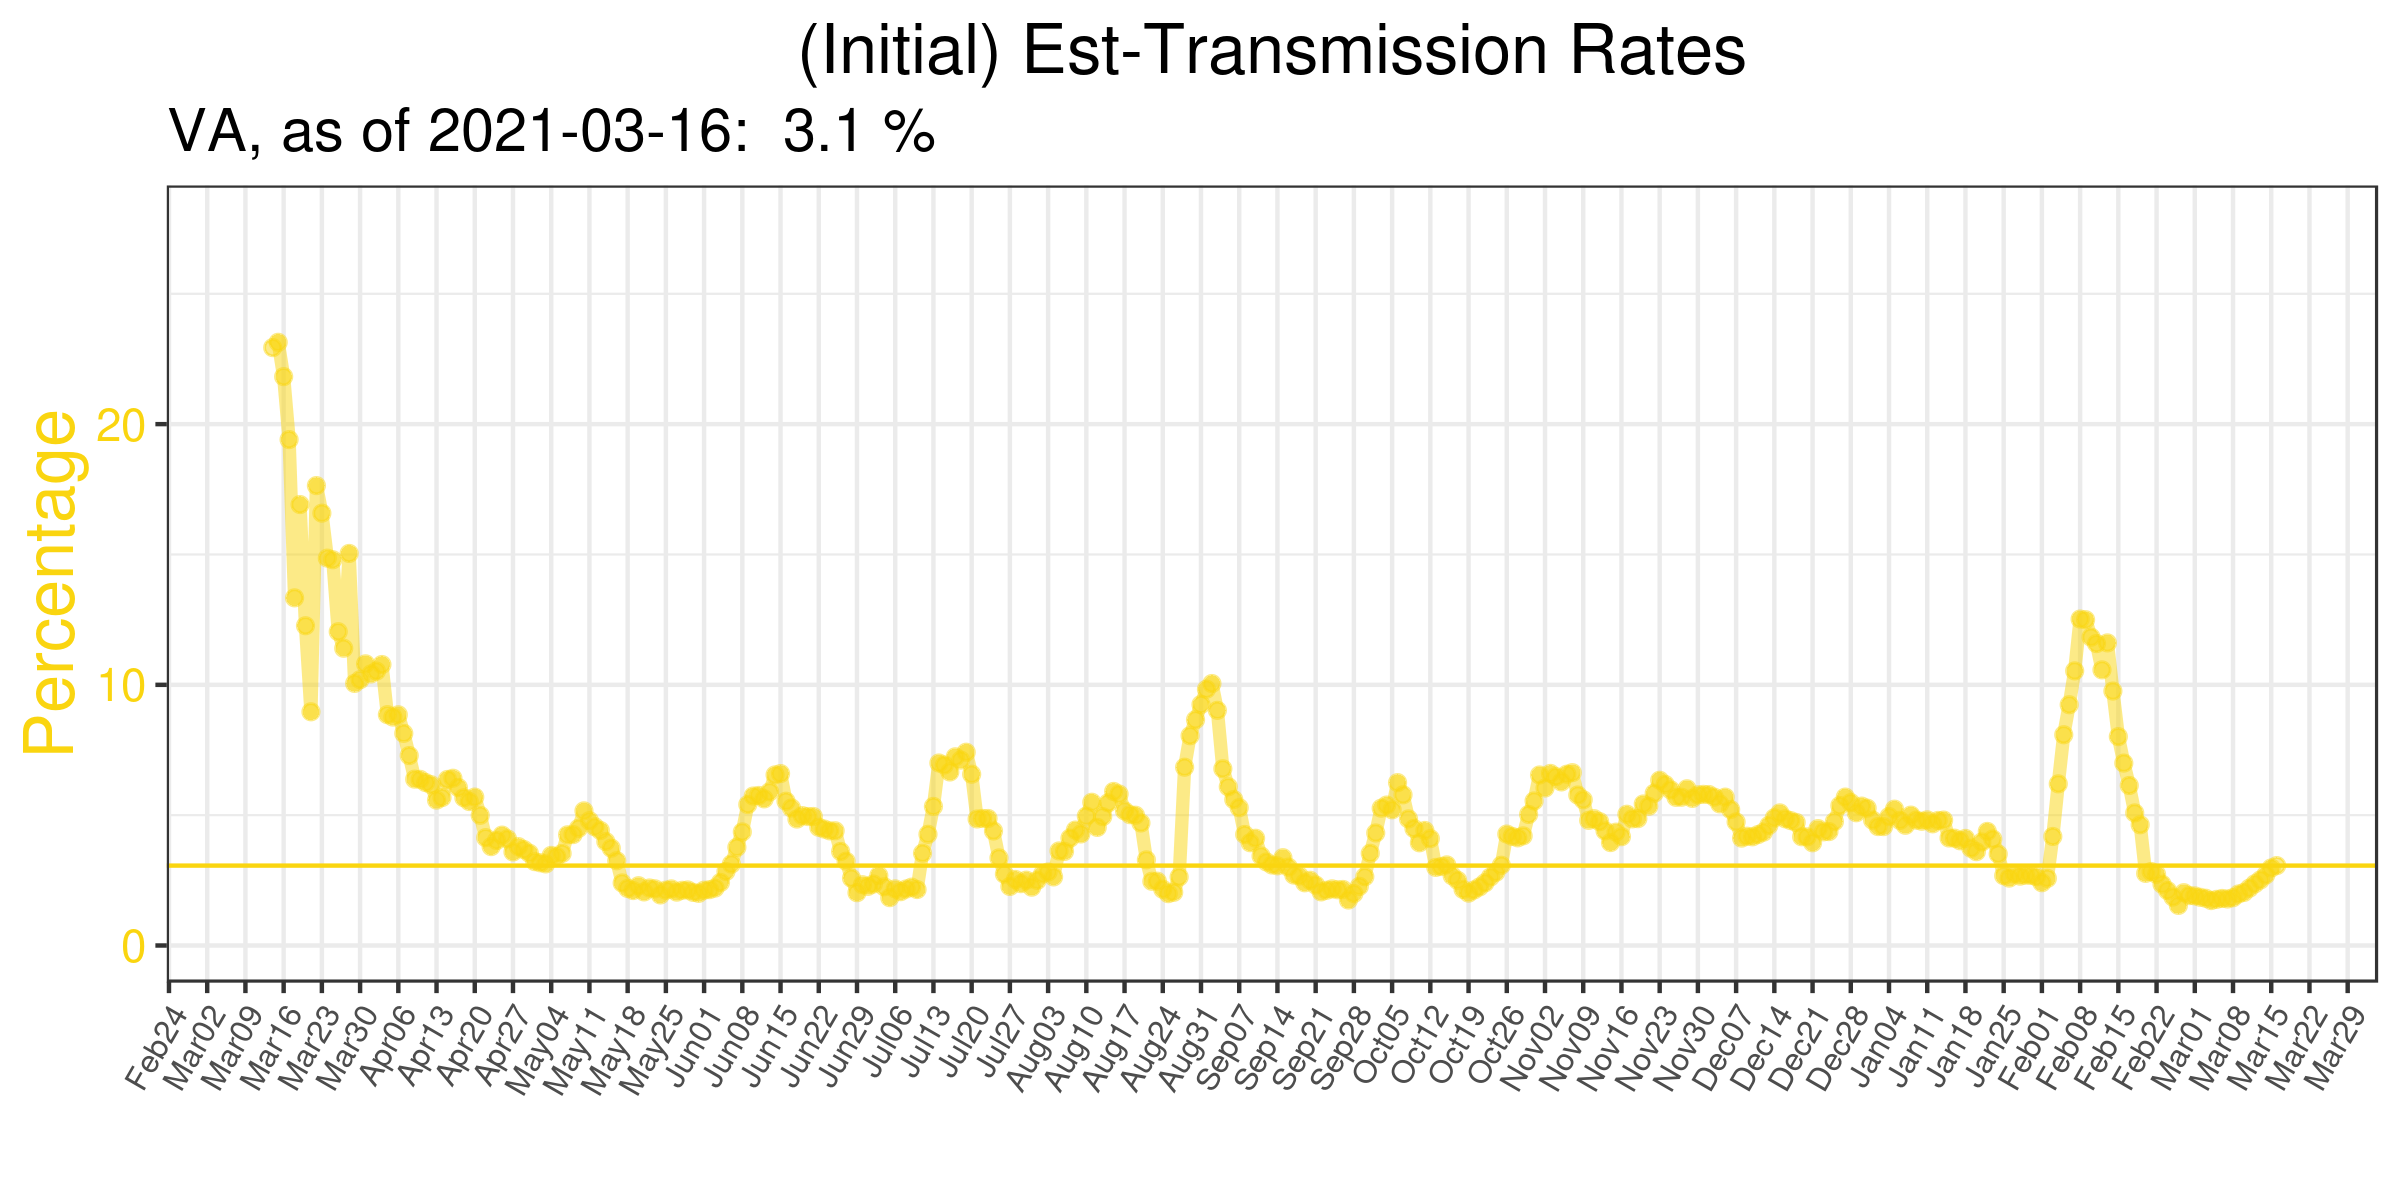 (Initial) Est-Transmission Rates
VA, as of 2021-03-16:  3.1 %
Percentage
20
10
0
Feb24 Mar02 Mar09 Mar16 Mar23 Mar30 Apr06 Apr13 Apr20 Apr27 May04 May11 May18 May25 Jun01 Jun08 Jun15 Jun22 Jun29 Jul06 Jul13 Jul20 Jul27 Aug03 Aug10 Aug17 Aug24 Aug31 Sep07 Sep14 Sep21 Sep28 Oct05 Oct12 Oct19 Oct26 Nov02 Nov09 Nov16 Nov23 Nov30 Dec07 Dec14 Dec21 Dec28 Jan04 Jan11 Jan18 Jan25 Feb01 Feb08 Feb15 Feb22 Mar01 Mar08 Mar15 Mar22 Mar29